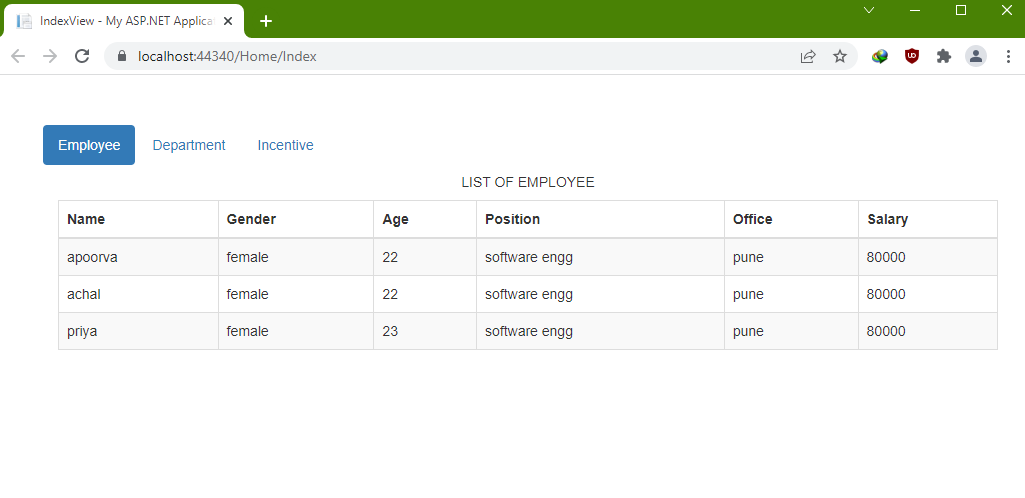 IndexView - My ASP.NET Applica
localhost:44340/Home/Index
Employee Department Incentive
LIST OF EMPLOYEE
Name Gender Age Position Office Salary
apoorva female 22 software engg pune 80000
achal female 22 software engg pune 80000
priya female 23 software engg pune 80000